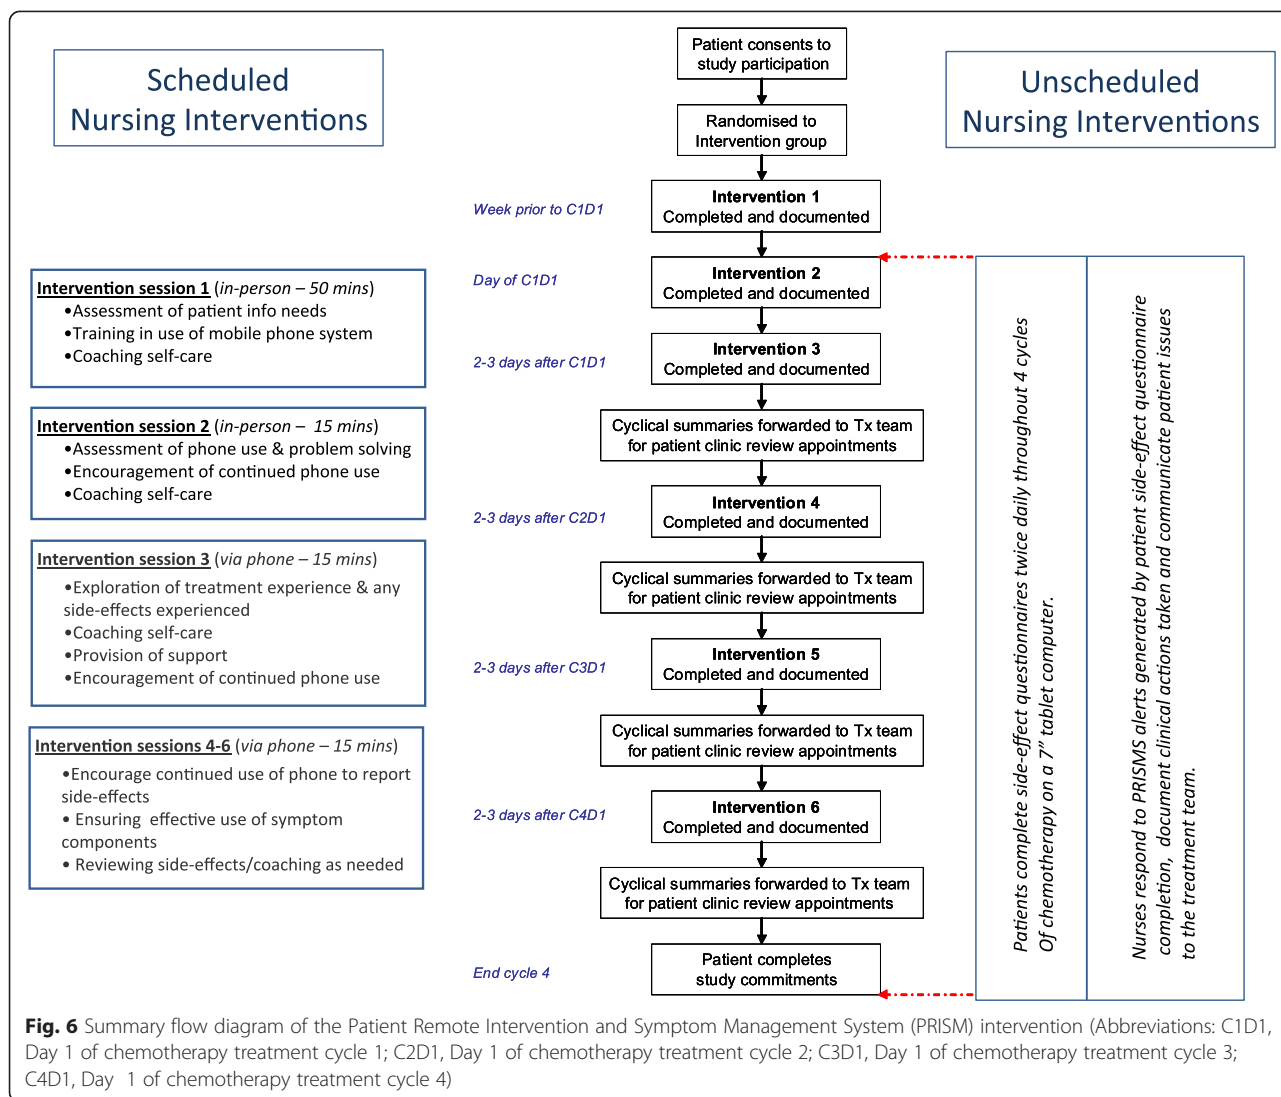 Scheduled
Nursing Interventions
Intervention session 1 (in-person – 50 mins)
•Assessment of patient info needs
•Training in use of mobile phone system
•Coaching self-care
Intervention session 2 (in-person – 15 mins)
•Assessment of phone use & problem solving
•Encouragement of continued phone use
•Coaching self-care
Intervention session 3 (via phone – 15 mins)
•Exploration of treatment experience & any
side-effects experienced
•Coaching self-care
•Provision of support
•Encouragement of continued phone use
Intervention sessions 4-6 (via phone – 15 mins)
•Encourage continued use of phone to report
side-effects
• Ensuring effective use of symptom
components
• Reviewing side-effects/coaching as needed
Patient consents to
study participation
Randomised to
Intervention group
Week prior to C1D1
Intervention 1
Completed and documented
Day of C1D1
Intervention 2
Completed and documented
2-3 days after C1D1
Intervention 3
Completed and documented
Cyclical summaries forwarded to Tx team
for patient clinic review appointments
2-3 days after C2D1
Intervention 4
Completed and documented
Cyclical summaries forwarded to Tx team
for patient clinic review appointments
2-3 days after C3D1
Intervention 5
Completed and documented
Cyclical summaries forwarded to Tx team
for patient clinic review appointments
2-3 days after C4D1
Intervention 6
Completed and documented
Cyclical summaries forwarded to Tx team
for patient clinic review appointments
End cycle 4
Patient completes
study commitments
Unscheduled
Nursing Interventions
Patients complete side-effect questionnaires twice daily throughout 4 cycles
Of chemotherapy on a 7” tablet computer.
Nurses respond to PRISMS alerts generated by patient side-effect questionnaire
completion, document clinical actions taken and communicate patient issues
to the treatment team.
Fig. 6 Summary flow diagram of the Patient Remote Intervention and Symptom Management System (PRISM) intervention (Abbreviations: C1D1,
Day 1 of chemotherapy treatment cycle 1; C2D1, Day 1 of chemotherapy treatment cycle 2; C3D1, Day 1 of chemotherapy treatment cycle 3;
C4D1, Day 1 of chemotherapy treatment cycle 4)